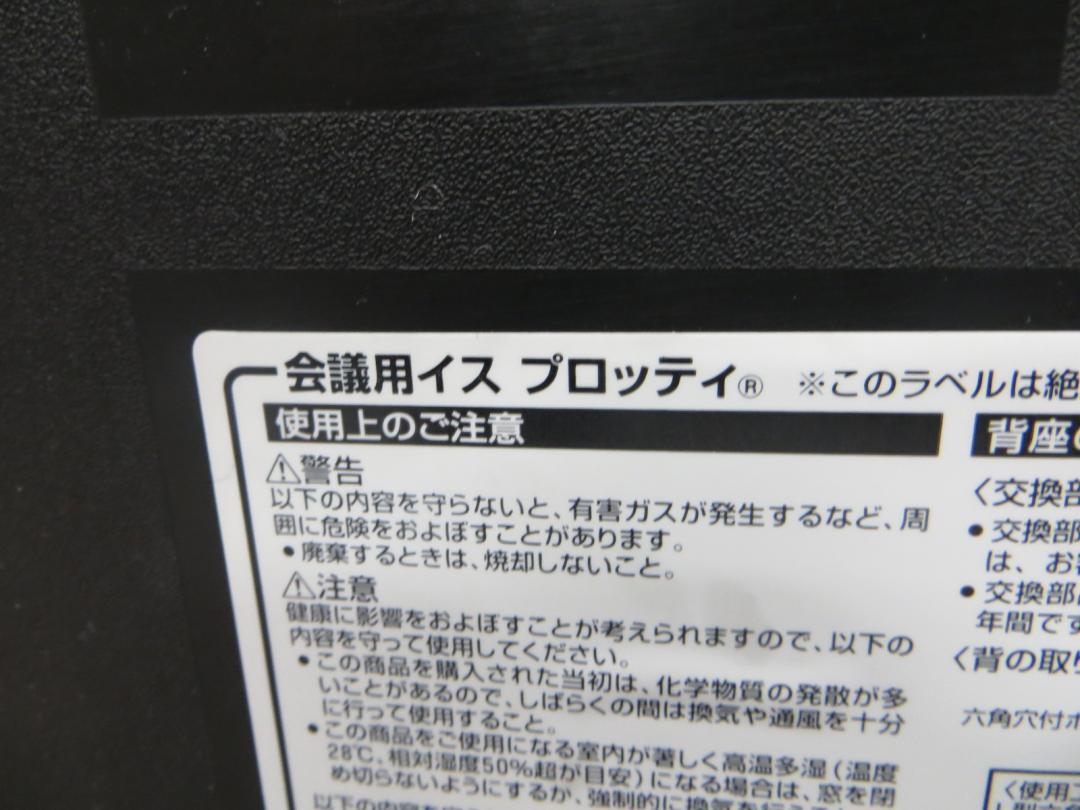 会議用イス プロッティ® ※このラベルは絶
使用上のご注意
⚠警告
以下の内容を守らないと、有害ガスが発生するなど、周
囲に危険をおよぼすことがあります。
•廃棄するときは、焼却しないこと。
⚠注意
健康に影響をおよぼすことが考えられますので、以下の
内容を守って使用してください。
•この商品を購入された当初は、化学物質の発散が多
いことがあるので、しばらくの間は換気や通風を十分
に行って使用すること。
•この商品をご使用になる室内が著しく高温多湿(温度
28℃、相対湿度50%超が目安)になる場合は、窓を閉
め切らないようにするか、強制的に換気を行う
以下の内容を守
背座の
〈交換部
•交換部
は、お
•交換部
年間です
〈背の取
六角穴付ボ
〈使用